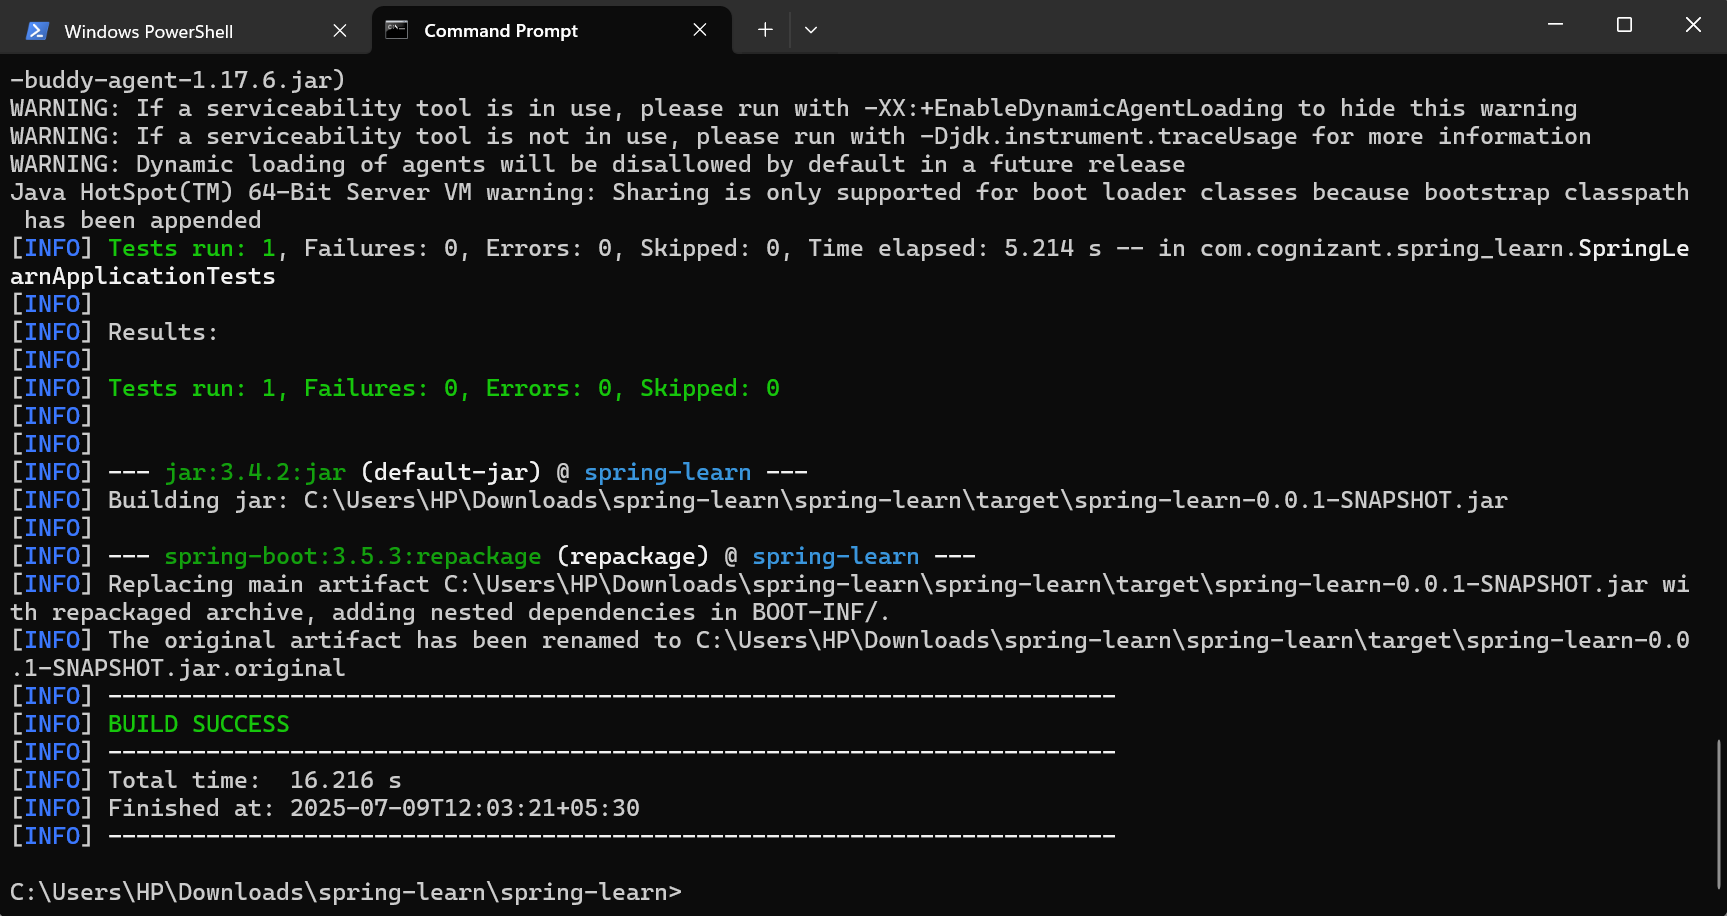 Windows PowerShell
Command Prompt
-buddy-agent-1.17.6.jar)
WARNING: If a serviceability tool is in use, please run with -XX:+EnableDynamicAgentLoading to hide this warning
WARNING: If a serviceability tool is not in use, please run with -Djdk.instrument.traceUsage for more information
WARNING: Dynamic loading of agents will be disallowed by default in a future release
Java HotSpot(TM) 64-Bit Server VM warning: Sharing is only supported for boot loader classes because bootstrap classpath
 has been appended
[INFO] Tests run: 1, Failures: 0, Errors: 0, Skipped: 0, Time elapsed: 5.214 s -- in com.cognizant.spring_learn.SpringLe
arnApplicationTests
[INFO]
[INFO] Results:
[INFO]
[INFO] Tests run: 1, Failures: 0, Errors: 0, Skipped: 0
[INFO]
[INFO]
[INFO] --- jar:3.4.2:jar (default-jar) @ spring-learn ---
[INFO] Building jar: C:\Users\HP\Downloads\spring-learn\spring-learn\target\spring-learn-0.0.1-SNAPSHOT.jar
[INFO]
[INFO] --- spring-boot:3.5.3:repackage (repackage) @ spring-learn ---
[INFO] Replacing main artifact C:\Users\HP\Downloads\spring-learn\spring-learn\target\spring-learn-0.0.1-SNAPSHOT.jar wi
th repackaged archive, adding nested dependencies in BOOT-INF/.
[INFO] The original artifact has been renamed to C:\Users\HP\Downloads\spring-learn\spring-learn\target\spring-learn-0.0
.1-SNAPSHOT.jar.original
[INFO] ------------------------------------------------------------------------
[INFO] BUILD SUCCESS
[INFO] ------------------------------------------------------------------------
[INFO] Total time:  16.216 s
[INFO] Finished at: 2025-07-09T12:03:21+05:30
[INFO] ------------------------------------------------------------------------
C:\Users\HP\Downloads\spring-learn\spring-learn>